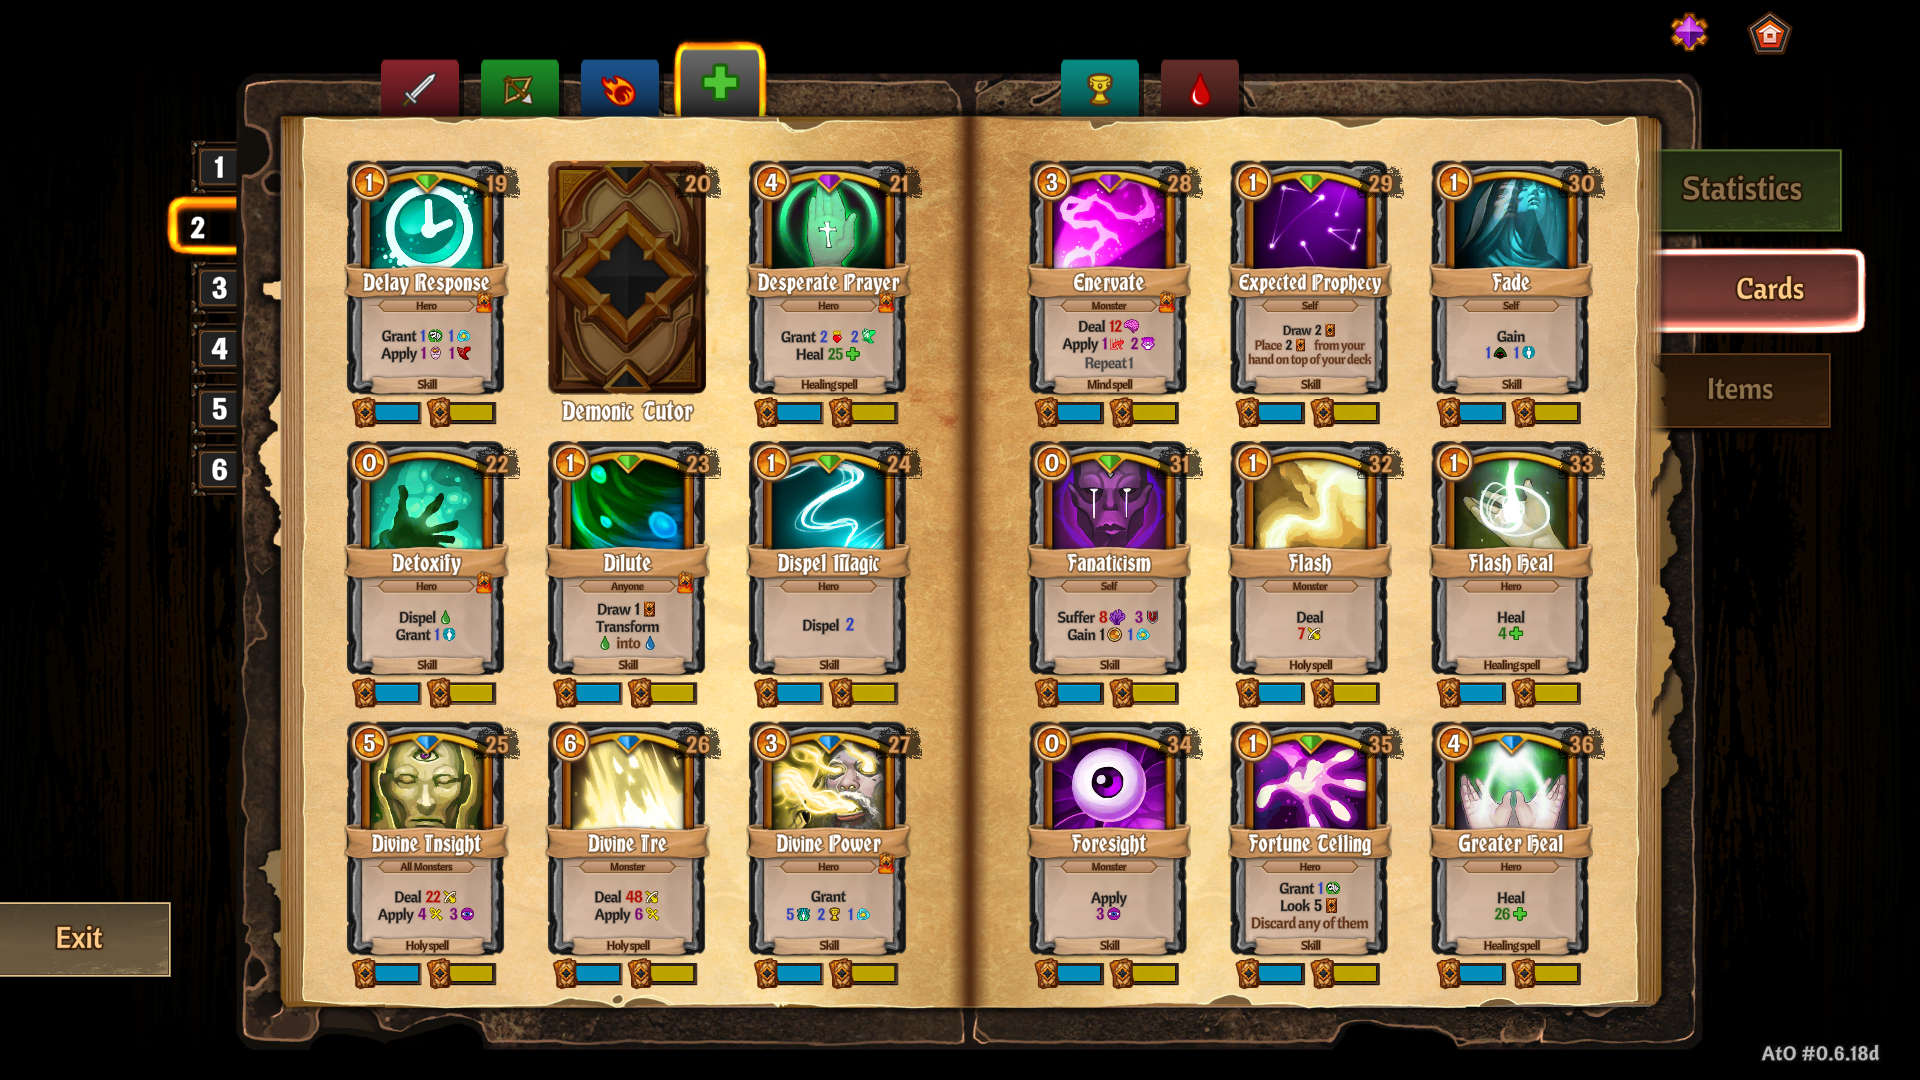 1
2
3
4
5
6
Statistics
Cards
Items
Exit
1 19
Delay Response
Hero
Grant 1 1
Apply 1 1
Skill
20
Demonic Tutor
4 21
Desperate Prayer
Hero
Grant 2 2
Heal 25
Healing spell
3 28
Enervate
Monster
Deal 12
Apply 1 2
Repeat 1
Mind spell
1 29
Expected Prophecy
Self
Draw 2
Place 2 from your
hand on top of your deck
Skill
1 30
Fade
Self
Gain
1 1
Skill
0 22
Detoxify
Hero
Dispel
Grant 1
Skill
1 23
Dilute
Anyone
Draw 1
Transform
into
Skill
1 24
Dispel Magic
Hero
Dispel 2
Skill
0 31
Fanaticism
Self
Suffer 8 3
Gain 1 1
Skill
1 32
Flash
Monster
Deal
7
Holy spell
1 33
Flash Heal
Hero
Heal
4
Healing spell
5 25
Divine Insight
All Monsters
Deal 22
Apply 4 3
Holy spell
6 26
Divine Ire
Monster
Deal 48
Apply 6
Holy spell
3 27
Divine Power
Hero
Grant
5 2 1
Skill
0 34
Foresight
Monster
Apply
3
Skill
1 35
Fortune Telling
Hero
Grant 1
Look 5
Discard any of them
Skill
4 36
Greater Heal
Hero
Heal
26
Healing spell
AtO #0.6.18d